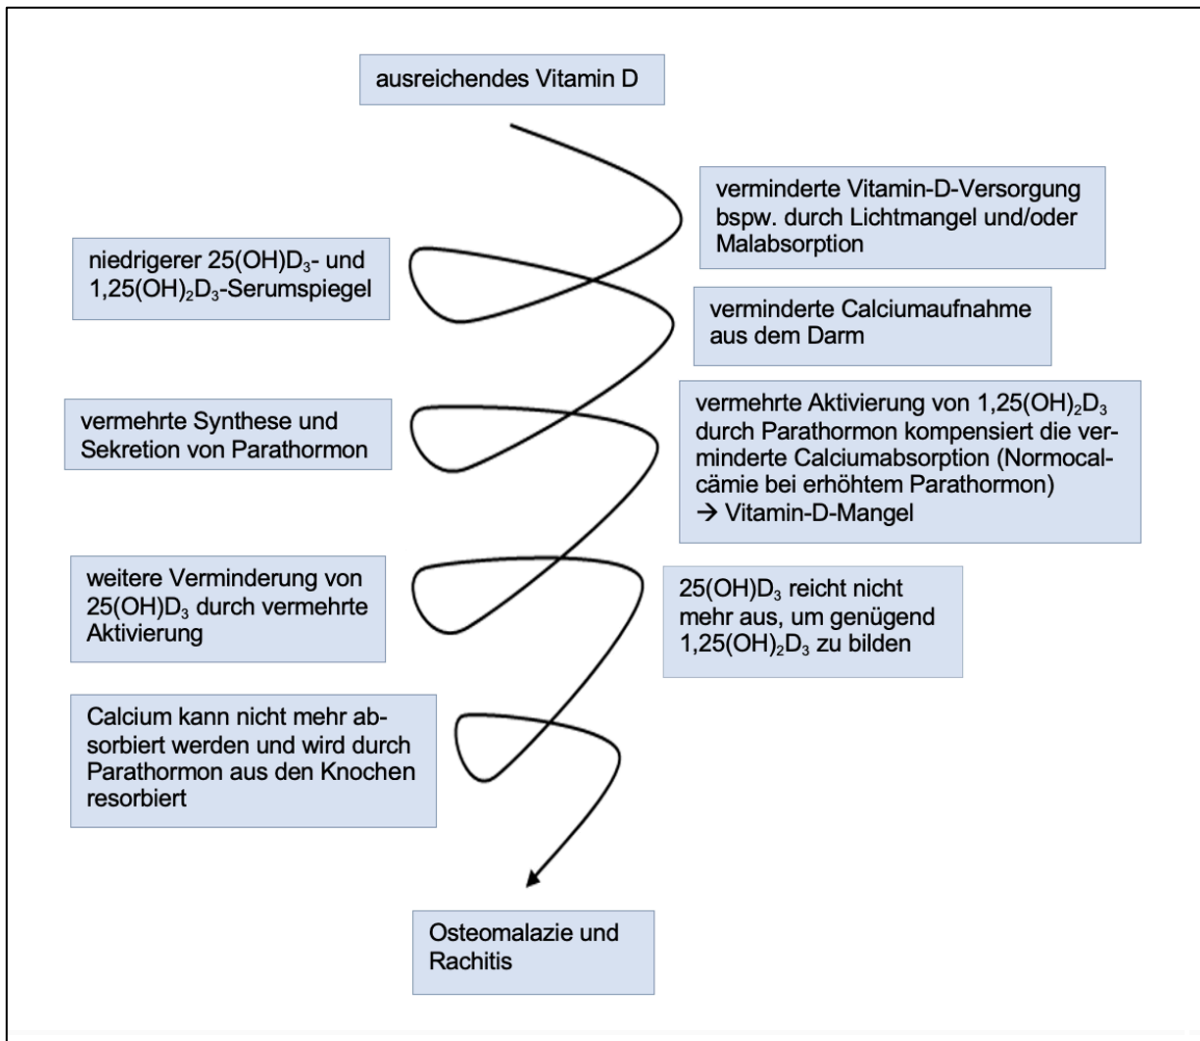 ausreichendes Vitamin D
verminderte Vitamin-D-Versorgung
bspw. durch Lichtmangel und/oder
Malabsorption
niedrigerer 25(OH)D₃- und
1,25(OH)₂D₃-Serumspiegel
verminderte Calciumaufnahme
aus dem Darm
vermehrte Synthese und
Sekretion von Parathormon
vermehrte Aktivierung von 1,25(OH)₂D₃
durch Parathormon kompensiert die ver-
minderte Calciumabsorption (Normocal-
cämie bei erhöhtem Parathormon)
→ Vitamin-D-Mangel
weitere Verminderung von
25(OH)D₃ durch vermehrte
Aktivierung
25(OH)D₃ reicht nicht
mehr aus, um genügend
1,25(OH)₂D₃ zu bilden
Calcium kann nicht mehr ab-
sorbiert werden und wird durch
Parathormon aus den Knochen
resorbiert
Osteomalazie und
Rachitis